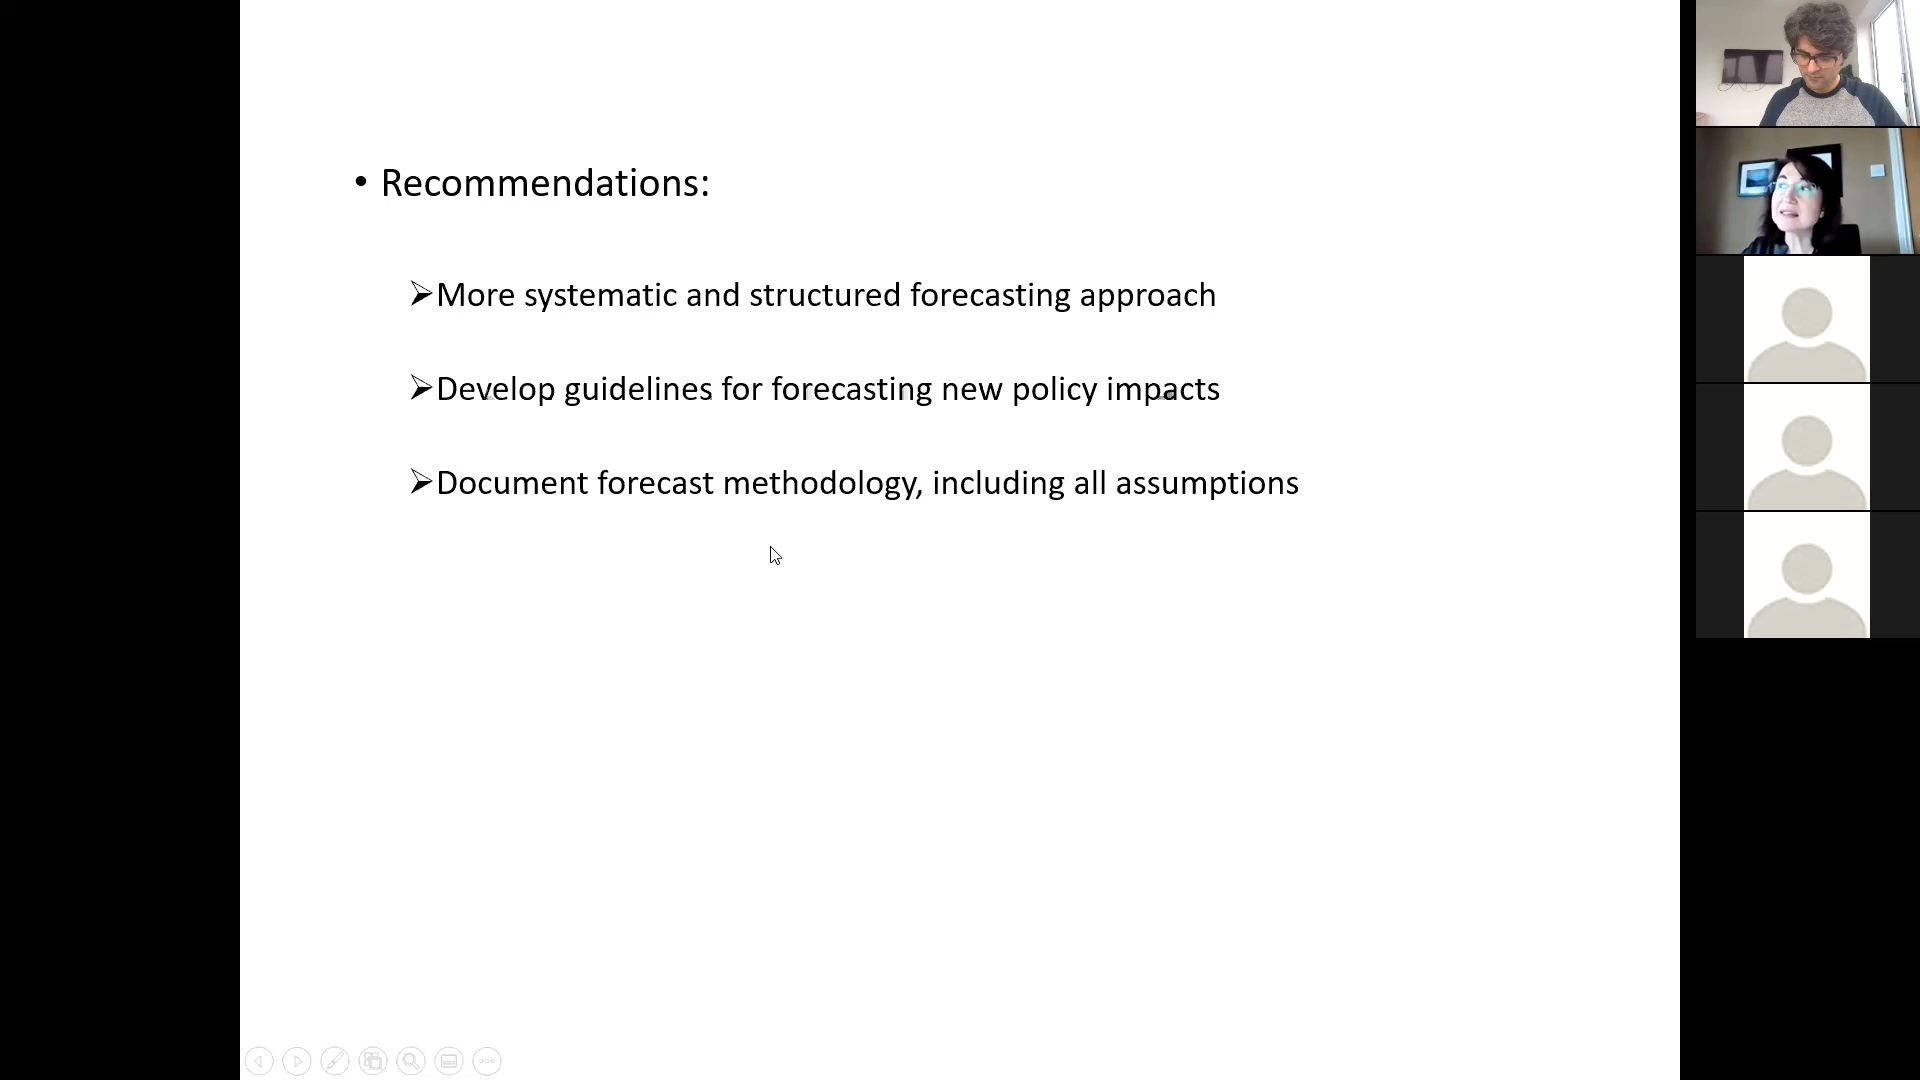 • Recommendations:
➢More systematic and structured forecasting approach
➢Develop guidelines for forecasting new policy impacts
➢Document forecast methodology, including all assumptions